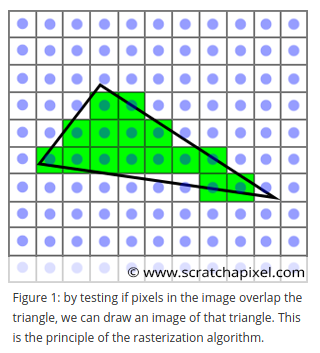 © www.scratchapixel.com
Figure 1: by testing if pixels in the image overlap the
triangle, we can draw an image of that triangle. This
is the principle of the rasterization algorithm.